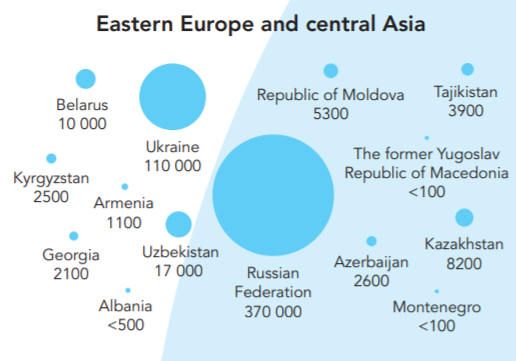 Eastern Europe and central Asia
Belarus
10 000
Ukraine
110 000
Republic of Moldova
5300
Tajikistan
3900
Kyrgyzstan
2500
Armenia
1100
The former Yugoslav
Republic of Macedonia
<100
Georgia
2100
Uzbekistan
17 000
Russian
Federation
370 000
Azerbaijan
2600
Kazakhstan
8200
Albania
<500
Montenegro
<100